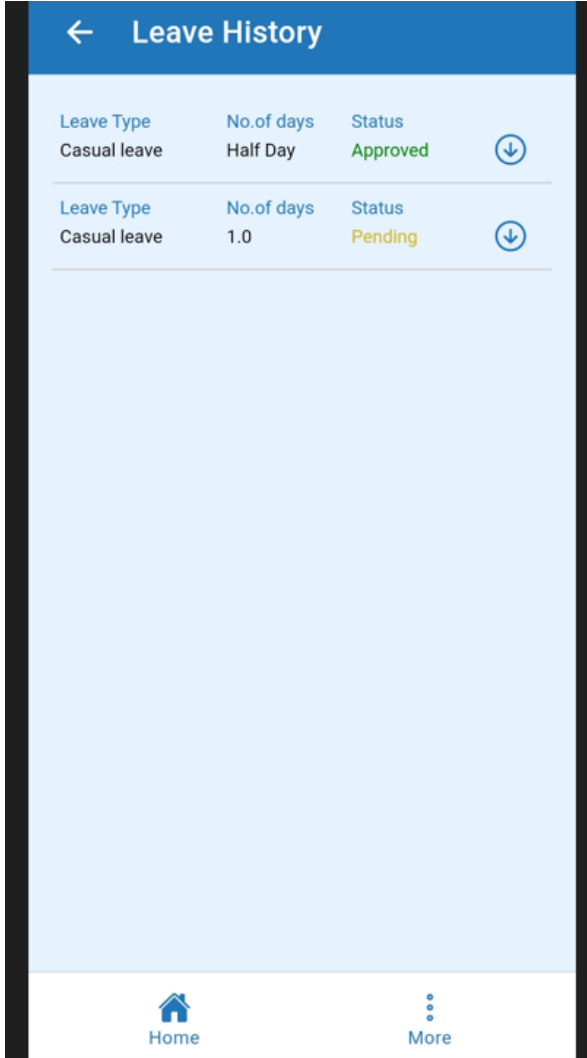 Leave History
Leave Type No.of days Status
Casual leave Half Day Approved
Leave Type No.of days Status
Casual leave 1.0 Pending
Home More